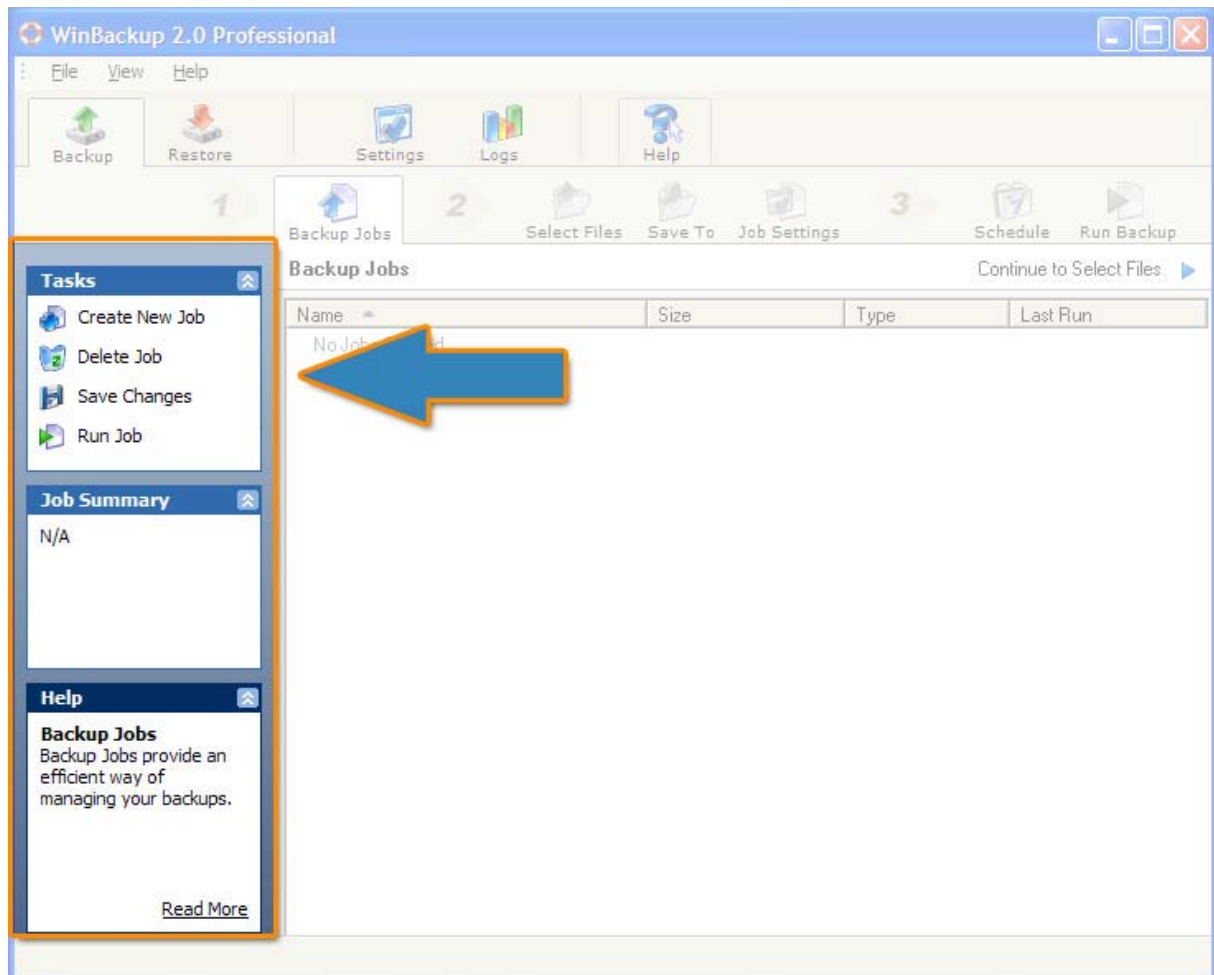 WinBackup 2.0 Professional
File View Help
Backup Restore Settings Logs Help
1 Backup Jobs 2 Select Files Save To Job Settings 3 Schedule Run Backup
Backup Jobs Continue to Select Files
Name Size Type Last Run
No Jobs
Tasks
Create New Job
Delete Job
Save Changes
Run Job
Job Summary
N/A
Help
Backup Jobs
Backup Jobs provide an
efficient way of
managing your backups.
Read More